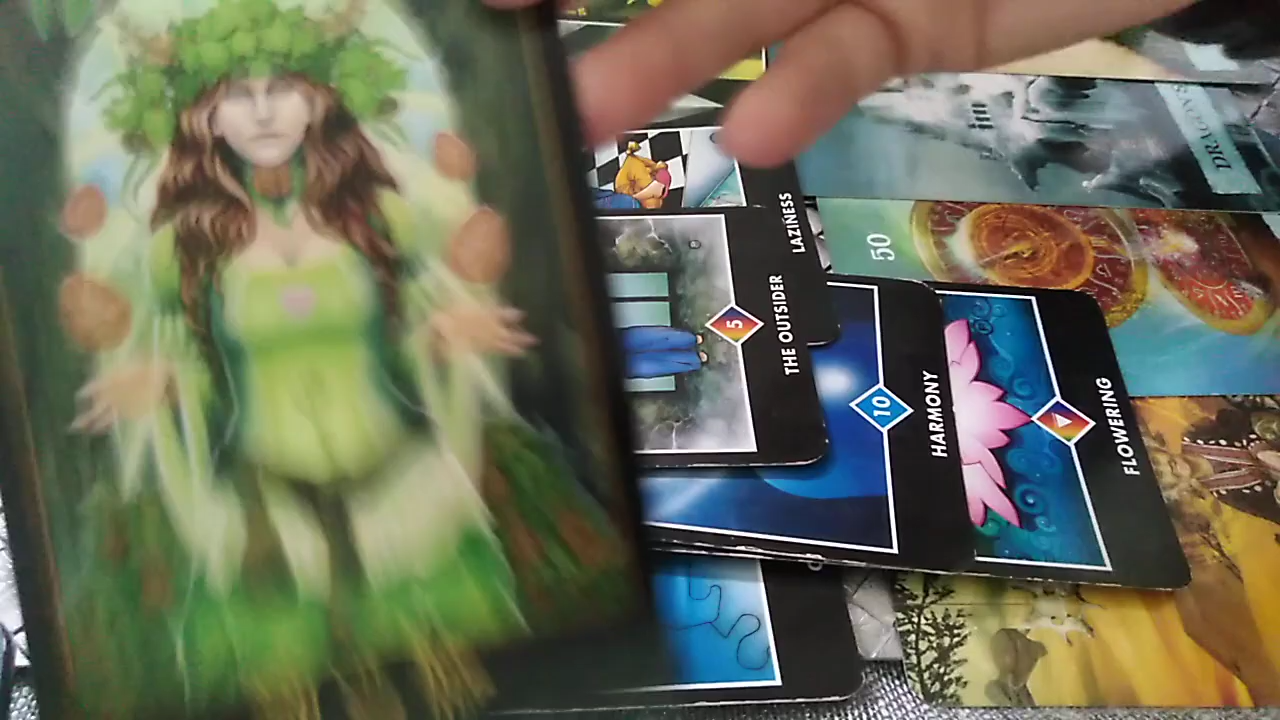 LAZINESS
5
THE OUTSIDER
10
HARMONY
FLOWERING
50